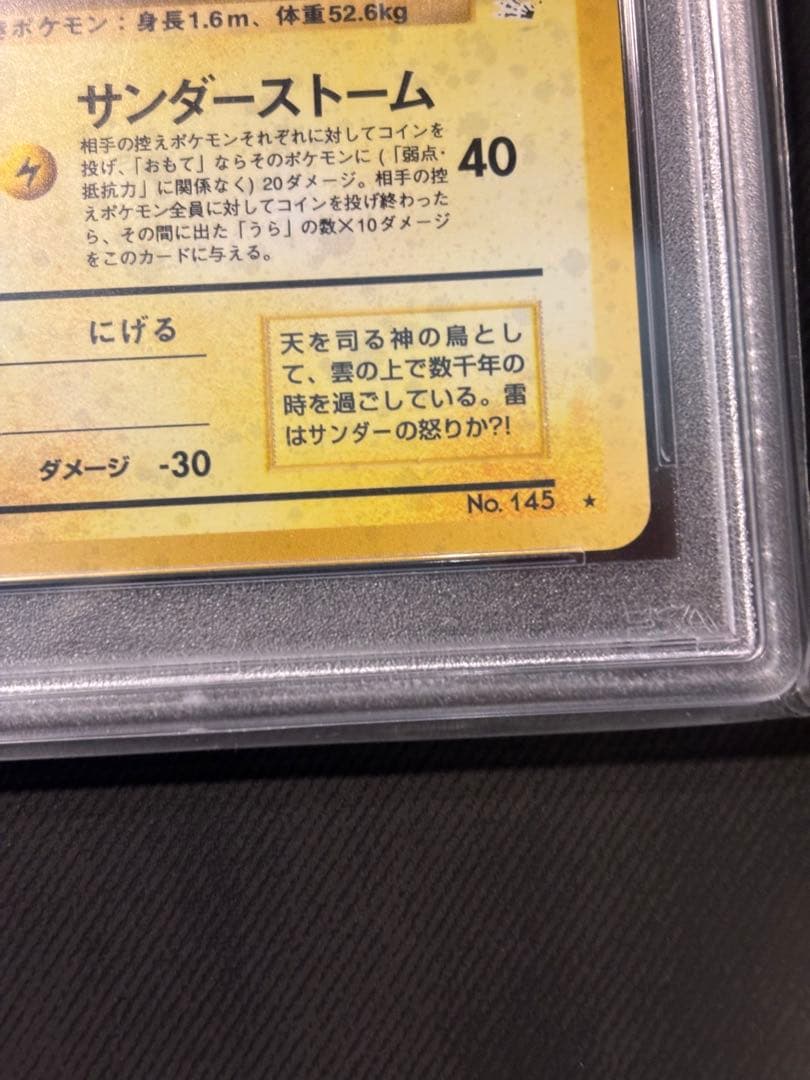 きポケモン：身長1.6m、体重52.6kg
サンダーストーム
相手の控えポケモンそれぞれに対してコインを
投げ、「おもて」ならそのポケモンに (「弱点・
抵抗力」に関係なく) 20ダメージ。相手の控
えポケモン全員に対してコインを投げ終わった
ら、その間に出た「うら」の数×10ダメージ
をこのカードに与える。
40
にげる
天を司る神の鳥とし
て、雲の上で数千年の
時を過ごしている。雷
はサンダーの怒りか?!
ダメージ -30
No. 145 ★